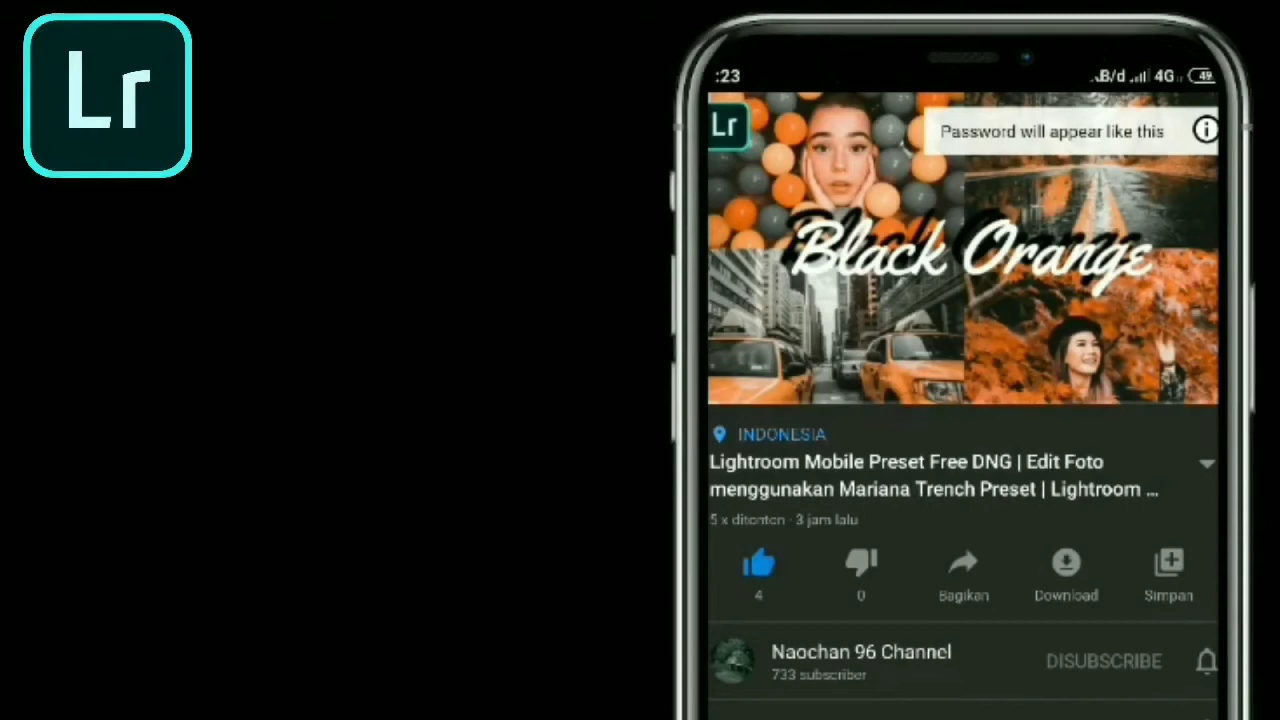 Lr
:23
B/d 4G 49
Lr
Password will appear like this
Black Orange
INDONESIA
Lightroom Mobile Preset Free DNG | Edit Foto
menggunakan Mariana Trench Preset | Lightroom ...
5 x ditonton · 3 jam lalu
4
0
Bagikan
Download
Simpan
Naochan 96 Channel
DISUBSCRIBE
733 subscriber